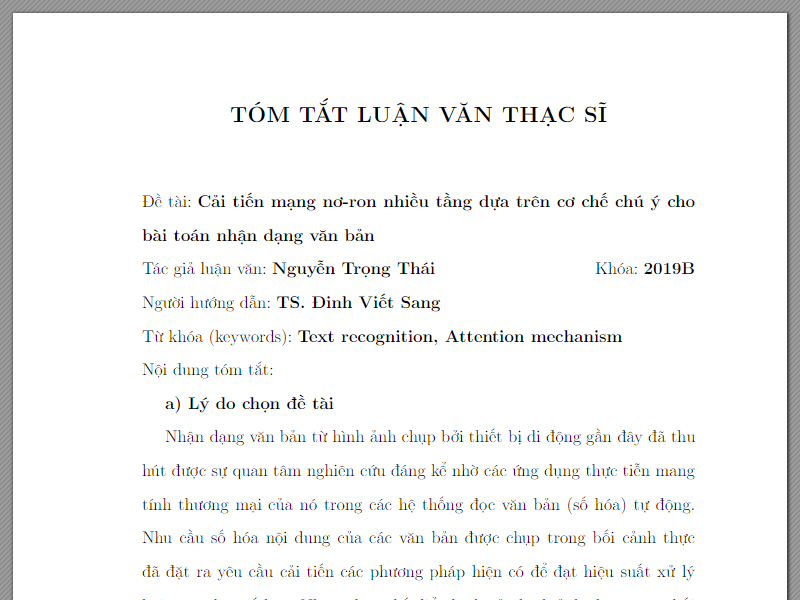 TÓM TẮT LUẬN VĂN THẠC SĨ
Đề tài: Cải tiến mạng nơ-ron nhiều tầng dựa trên cơ chế chú ý cho
bài toán nhận dạng văn bản
Tác giả luận văn: Nguyễn Trọng Thái Khóa: 2019B
Người hướng dẫn: TS. Đinh Viết Sang
Từ khóa (keywords): Text recognition, Attention mechanism
Nội dung tóm tắt:
a) Lý do chọn đề tài
Nhận dạng văn bản từ hình ảnh chụp bởi thiết bị di động gần đây đã thu
hút được sự quan tâm nghiên cứu đáng kể nhờ các ứng dụng thực tiễn mang
tính thương mại của nó trong các hệ thống đọc văn bản (số hóa) tự động.
Nhu cầu số hóa nội dung của các văn bản được chụp trong bối cảnh thực
đã đặt ra yêu cầu cải tiến các phương pháp hiện có để đạt hiệu suất xử lý